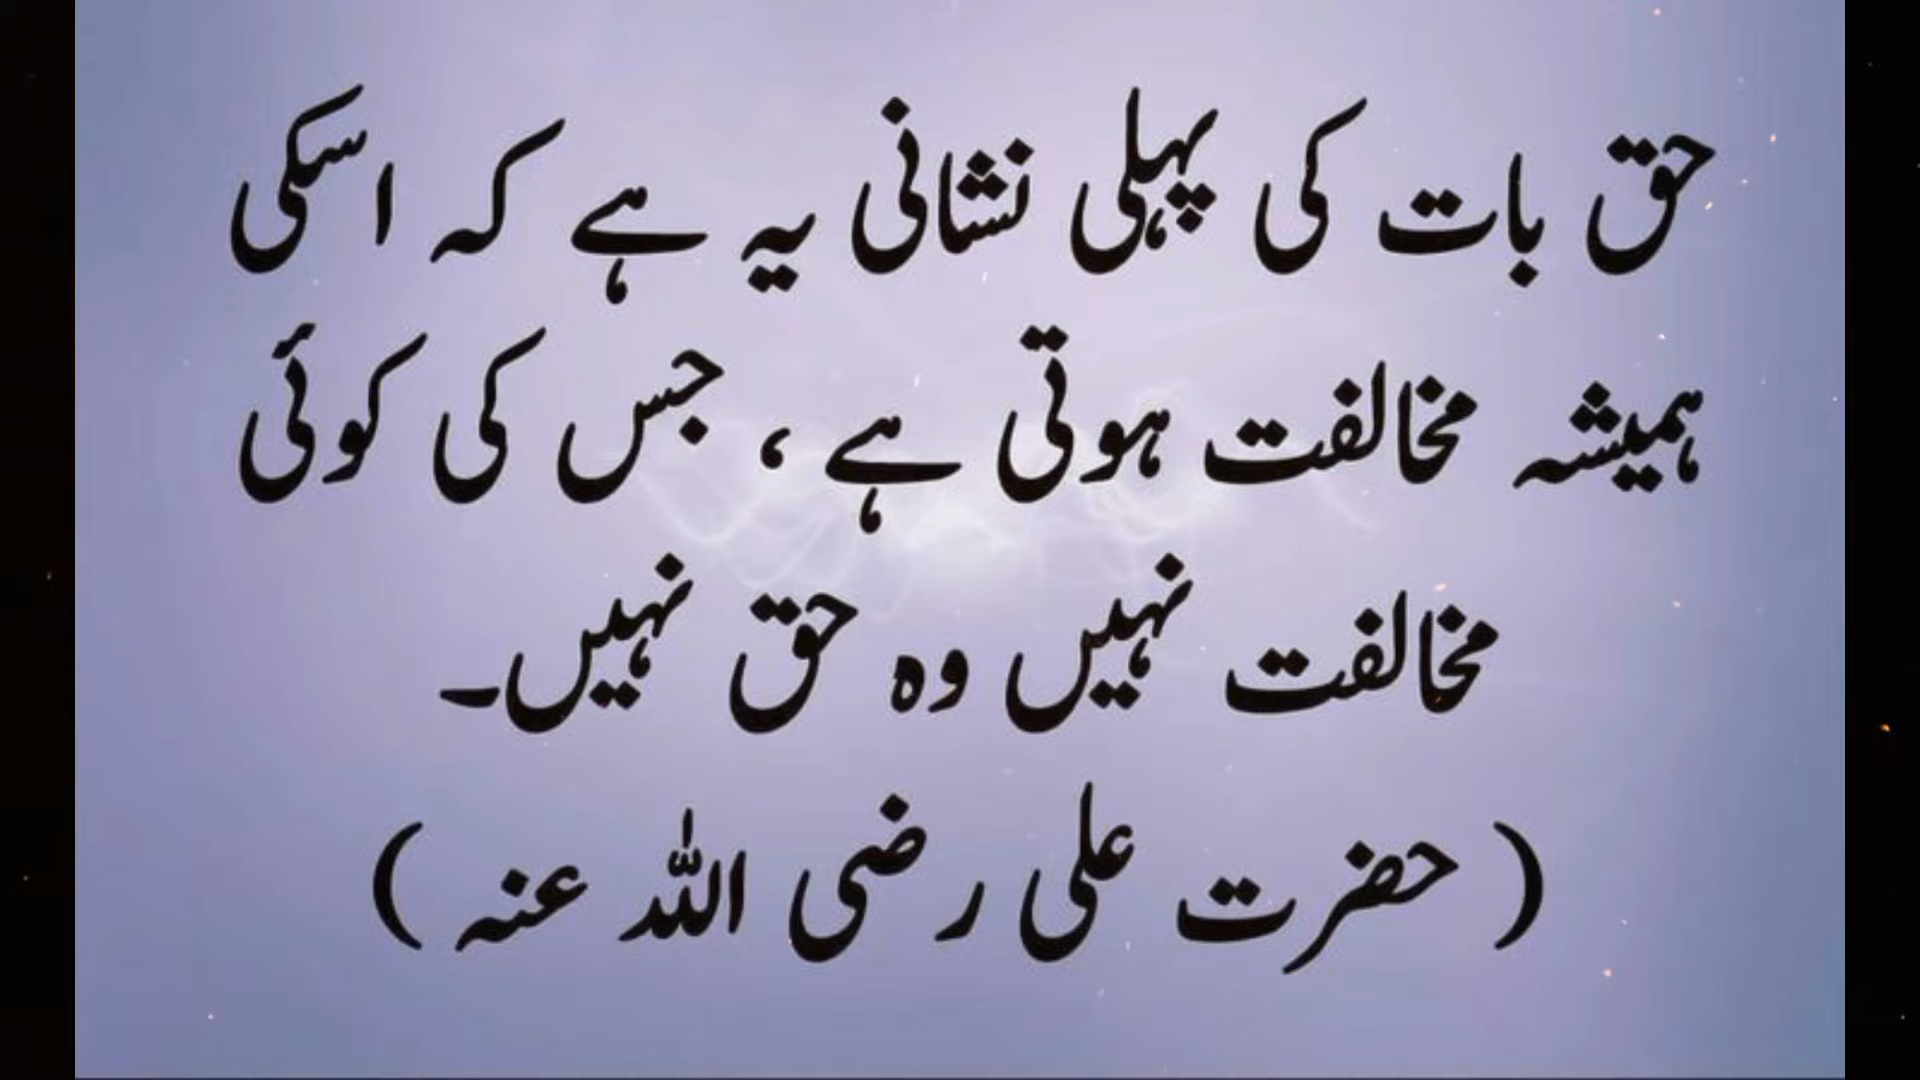 حق بات کی پہلی نشانی یہ ہے کہ اسکی
ہمیشہ مخالفت ہوتی ہے ، جس کی کوئی
مخالفت نہیں وہ حق نہیں۔
( حضرت علی رضی اللہ عنہ )